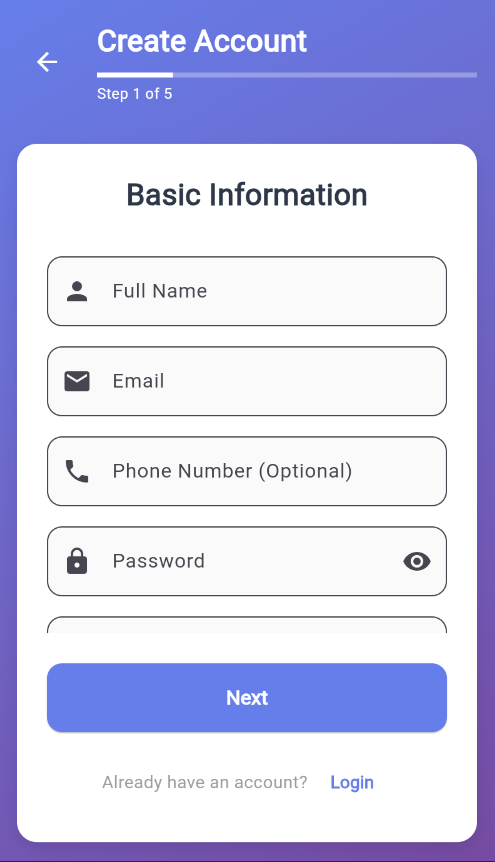 Create Account
Step 1 of 5
Basic Information
Full Name
Email
Phone Number (Optional)
Password
Next
Already have an account? Login